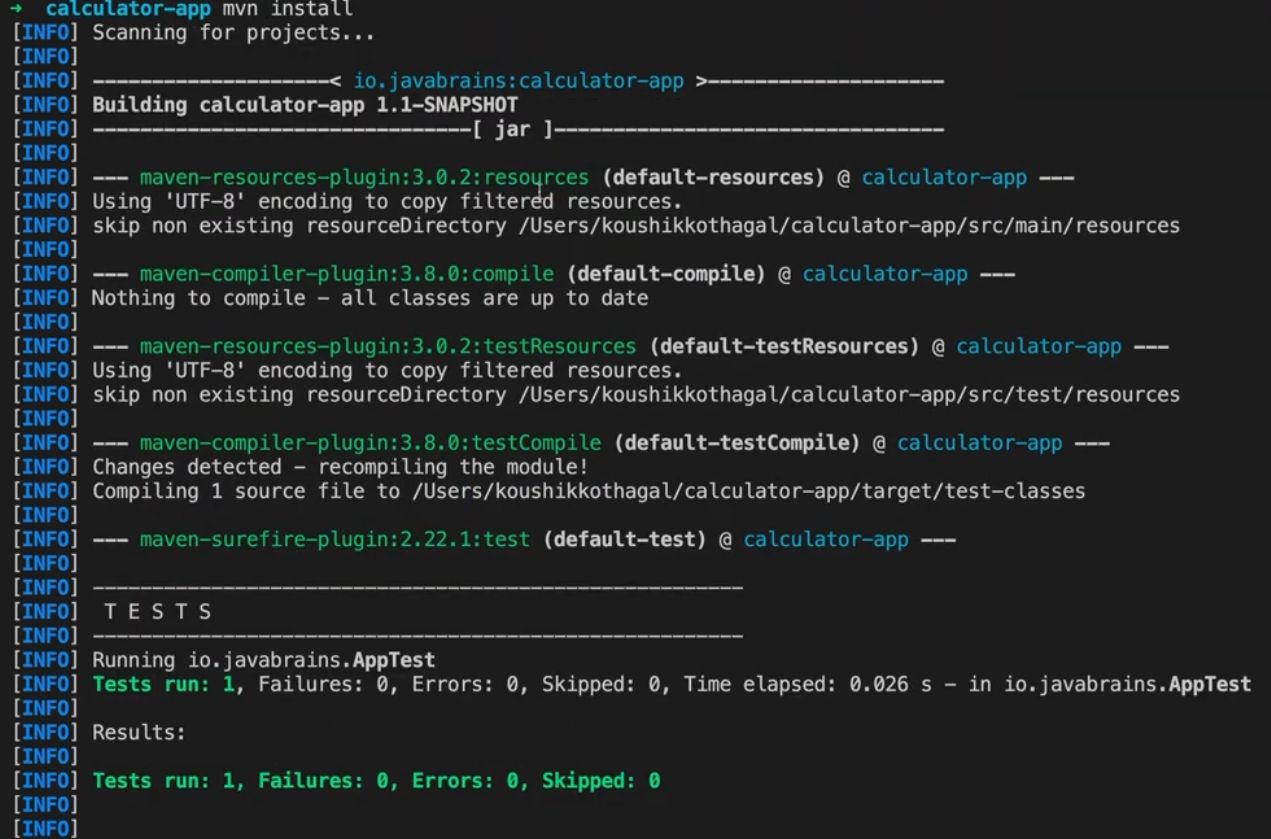 → calculator-app mvn install
[INFO] Scanning for projects...
[INFO]
[INFO] --------------------< io.javabrains:calculator-app >--------------------
[INFO] Building calculator-app 1.1-SNAPSHOT
[INFO] --------------------------------[ jar ]---------------------------------
[INFO]
[INFO] --- maven-resources-plugin:3.0.2:resources (default-resources) @ calculator-app ---
[INFO] Using 'UTF-8' encoding to copy filtered resources.
[INFO] skip non existing resourceDirectory /Users/koushikkothagal/calculator-app/src/main/resources
[INFO]
[INFO] --- maven-compiler-plugin:3.8.0:compile (default-compile) @ calculator-app ---
[INFO] Nothing to compile - all classes are up to date
[INFO]
[INFO] --- maven-resources-plugin:3.0.2:testResources (default-testResources) @ calculator-app ---
[INFO] Using 'UTF-8' encoding to copy filtered resources.
[INFO] skip non existing resourceDirectory /Users/koushikkothagal/calculator-app/src/test/resources
[INFO]
[INFO] --- maven-compiler-plugin:3.8.0:testCompile (default-testCompile) @ calculator-app ---
[INFO] Changes detected - recompiling the module!
[INFO] Compiling 1 source file to /Users/koushikkothagal/calculator-app/target/test-classes
[INFO]
[INFO] --- maven-surefire-plugin:2.22.1:test (default-test) @ calculator-app ---
[INFO]
[INFO] -------------------------------------------------------
[INFO]  T E S T S
[INFO] -------------------------------------------------------
[INFO] Running io.javabrains.AppTest
[INFO] Tests run: 1, Failures: 0, Errors: 0, Skipped: 0, Time elapsed: 0.026 s - in io.javabrains.AppTest
[INFO]
[INFO] Results:
[INFO]
[INFO] Tests run: 1, Failures: 0, Errors: 0, Skipped: 0
[INFO]
[INFO]